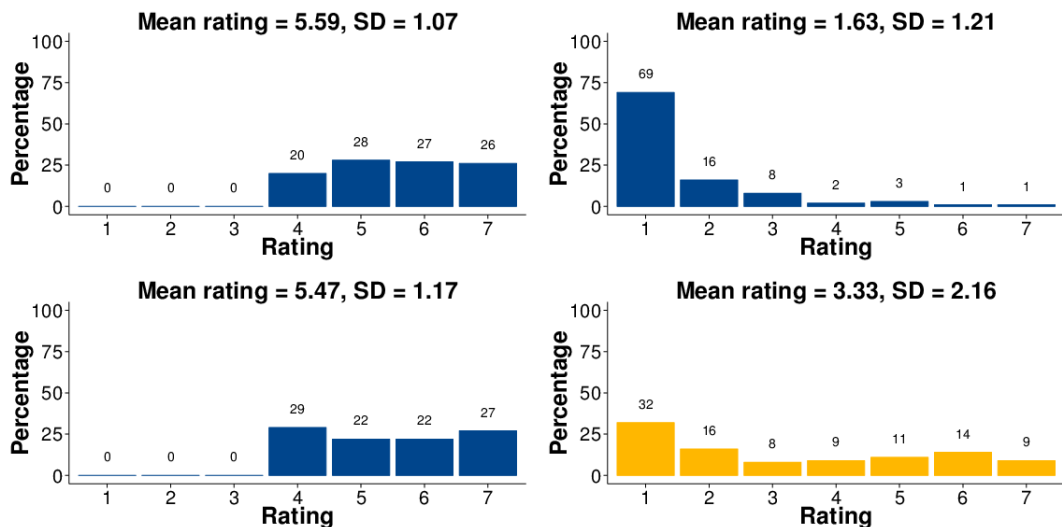 Mean rating = 5.59, SD = 1.07
100
75
50
25
0
Percentage
0 0 0 20 28 27 26
1 2 3 4 5 6 7
Rating
Mean rating = 1.63, SD = 1.21
100
75
50
25
0
Percentage
69 16 8 2 3 1 1
1 2 3 4 5 6 7
Rating
Mean rating = 5.47, SD = 1.17
100
75
50
25
0
Percentage
0 0 0 29 22 22 27
1 2 3 4 5 6 7
Rating
Mean rating = 3.33, SD = 2.16
100
75
50
25
0
Percentage
32 16 8 9 11 14 9
1 2 3 4 5 6 7
Rating